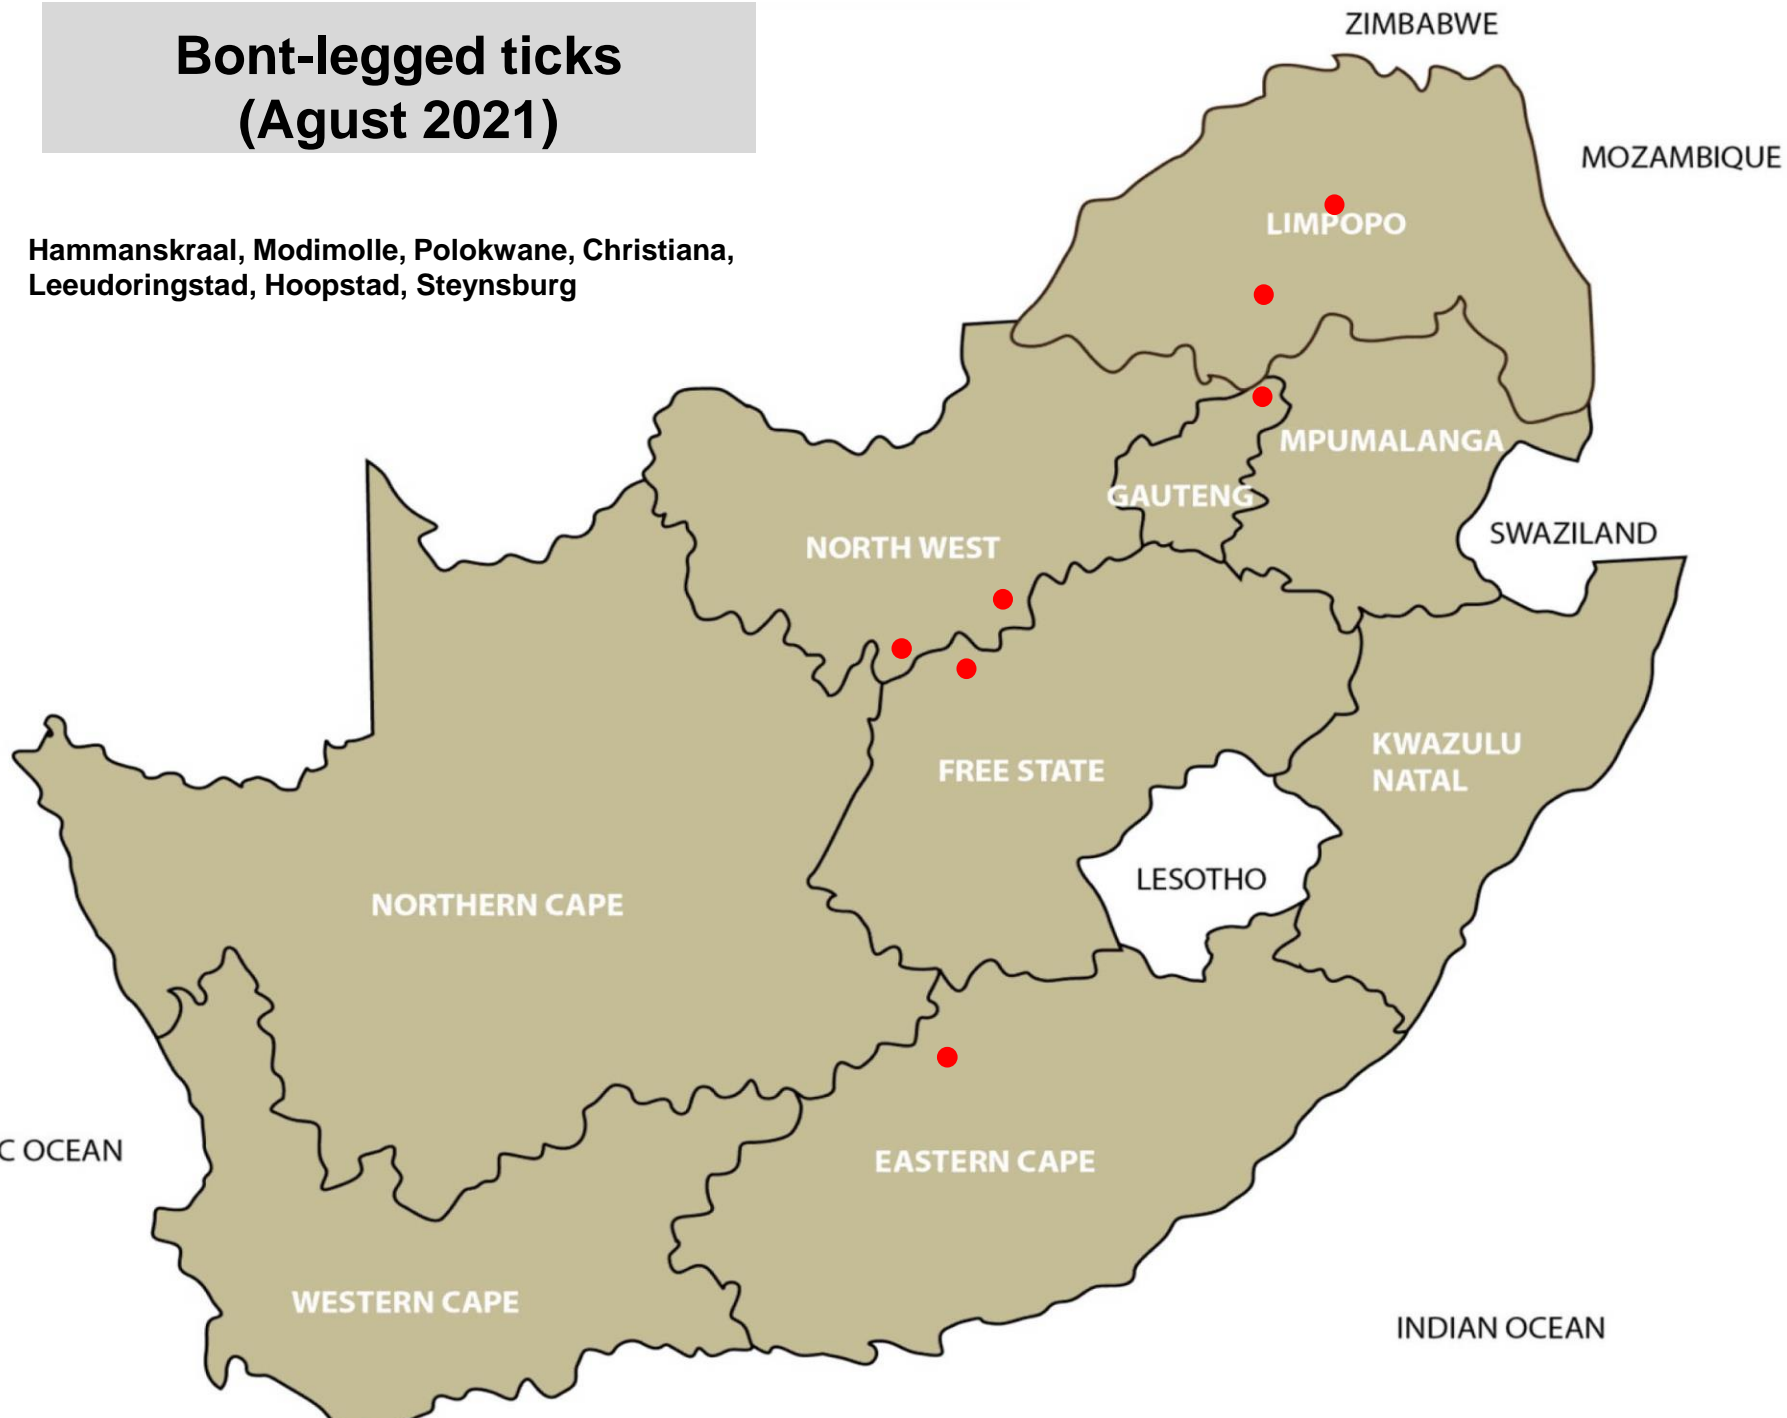 Bont-legged ticks
(Agust 2021)
Hammanskraal, Modimolle, Polokwane, Christiana,
Leeudoringstad, Hoopstad, Steynsburg
ZIMBABWE
MOZAMBIQUE
LIMPOPO
MPUMALANGA
GAUTENG
SWAZILAND
NORTH WEST
KWAZULU
NATAL
FREE STATE
LESOTHO
NORTHERN CAPE
C OCEAN
EASTERN CAPE
WESTERN CAPE
INDIAN OCEAN